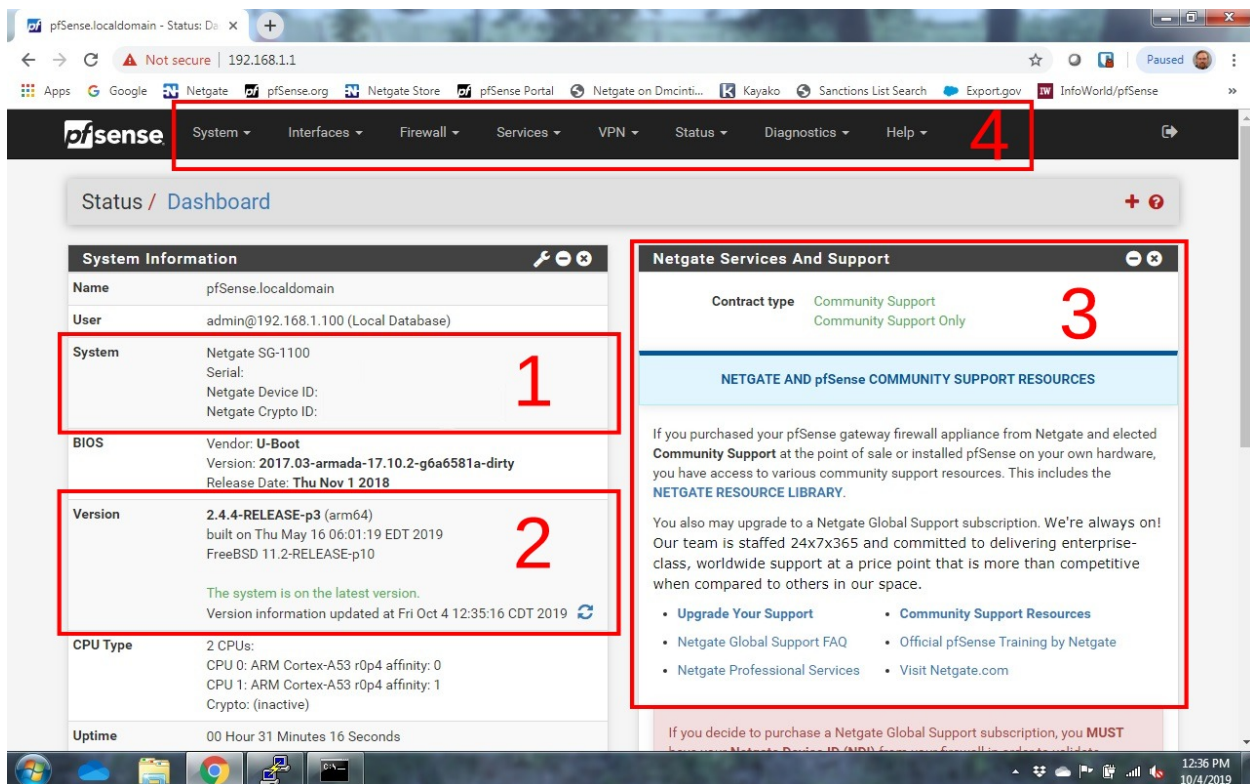 pfSense.localdomain - Status: Da
Not secure | 192.168.1.1
Paused
Apps Google Netgate pfSense.org Netgate Store pfSense Portal Netgate on Dmcinti... Kayako Sanctions List Search Export.gov InfoWorld/pfSense »
pfsense System Interfaces Firewall Services VPN Status Diagnostics Help 4
Status / Dashboard
System Information
Name pfSense.localdomain
User admin@192.168.1.100 (Local Database)
System Netgate SG-1100
Serial:
Netgate Device ID:
Netgate Crypto ID:
1
BIOS Vendor: U-Boot
Version: 2017.03-armada-17.10.2-g6a6581a-dirty
Release Date: Thu Nov 1 2018
Version 2.4.4-RELEASE-p3 (arm64)
built on Thu May 16 06:01:19 EDT 2019
FreeBSD 11.2-RELEASE-p10
2
The system is on the latest version.
Version information updated at Fri Oct 4 12:35:16 CDT 2019
CPU Type 2 CPUs:
CPU 0: ARM Cortex-A53 r0p4 affinity: 0
CPU 1: ARM Cortex-A53 r0p4 affinity: 1
Crypto: (inactive)
Uptime 00 Hour 31 Minutes 16 Seconds
Netgate Services And Support
Contract type Community Support
Community Support Only
3
NETGATE AND pfSense COMMUNITY SUPPORT RESOURCES
If you purchased your pfSense gateway firewall appliance from Netgate and elected
Community Support at the point of sale or installed pfSense on your own hardware,
you have access to various community support resources. This includes the
NETGATE RESOURCE LIBRARY.
You also may upgrade to a Netgate Global Support subscription. We're always on!
Our team is staffed 24x7x365 and committed to delivering enterprise-
class, worldwide support at a price point that is more than competitive
when compared to others in our space.
• Upgrade Your Support • Community Support Resources
• Netgate Global Support FAQ • Official pfSense Training by Netgate
• Netgate Professional Services • Visit Netgate.com
If you decide to purchase a Netgate Global Support subscription, you MUST
have your Netgate Device ID (NDI) from your firewall in order to validate
12:36 PM
10/4/2019